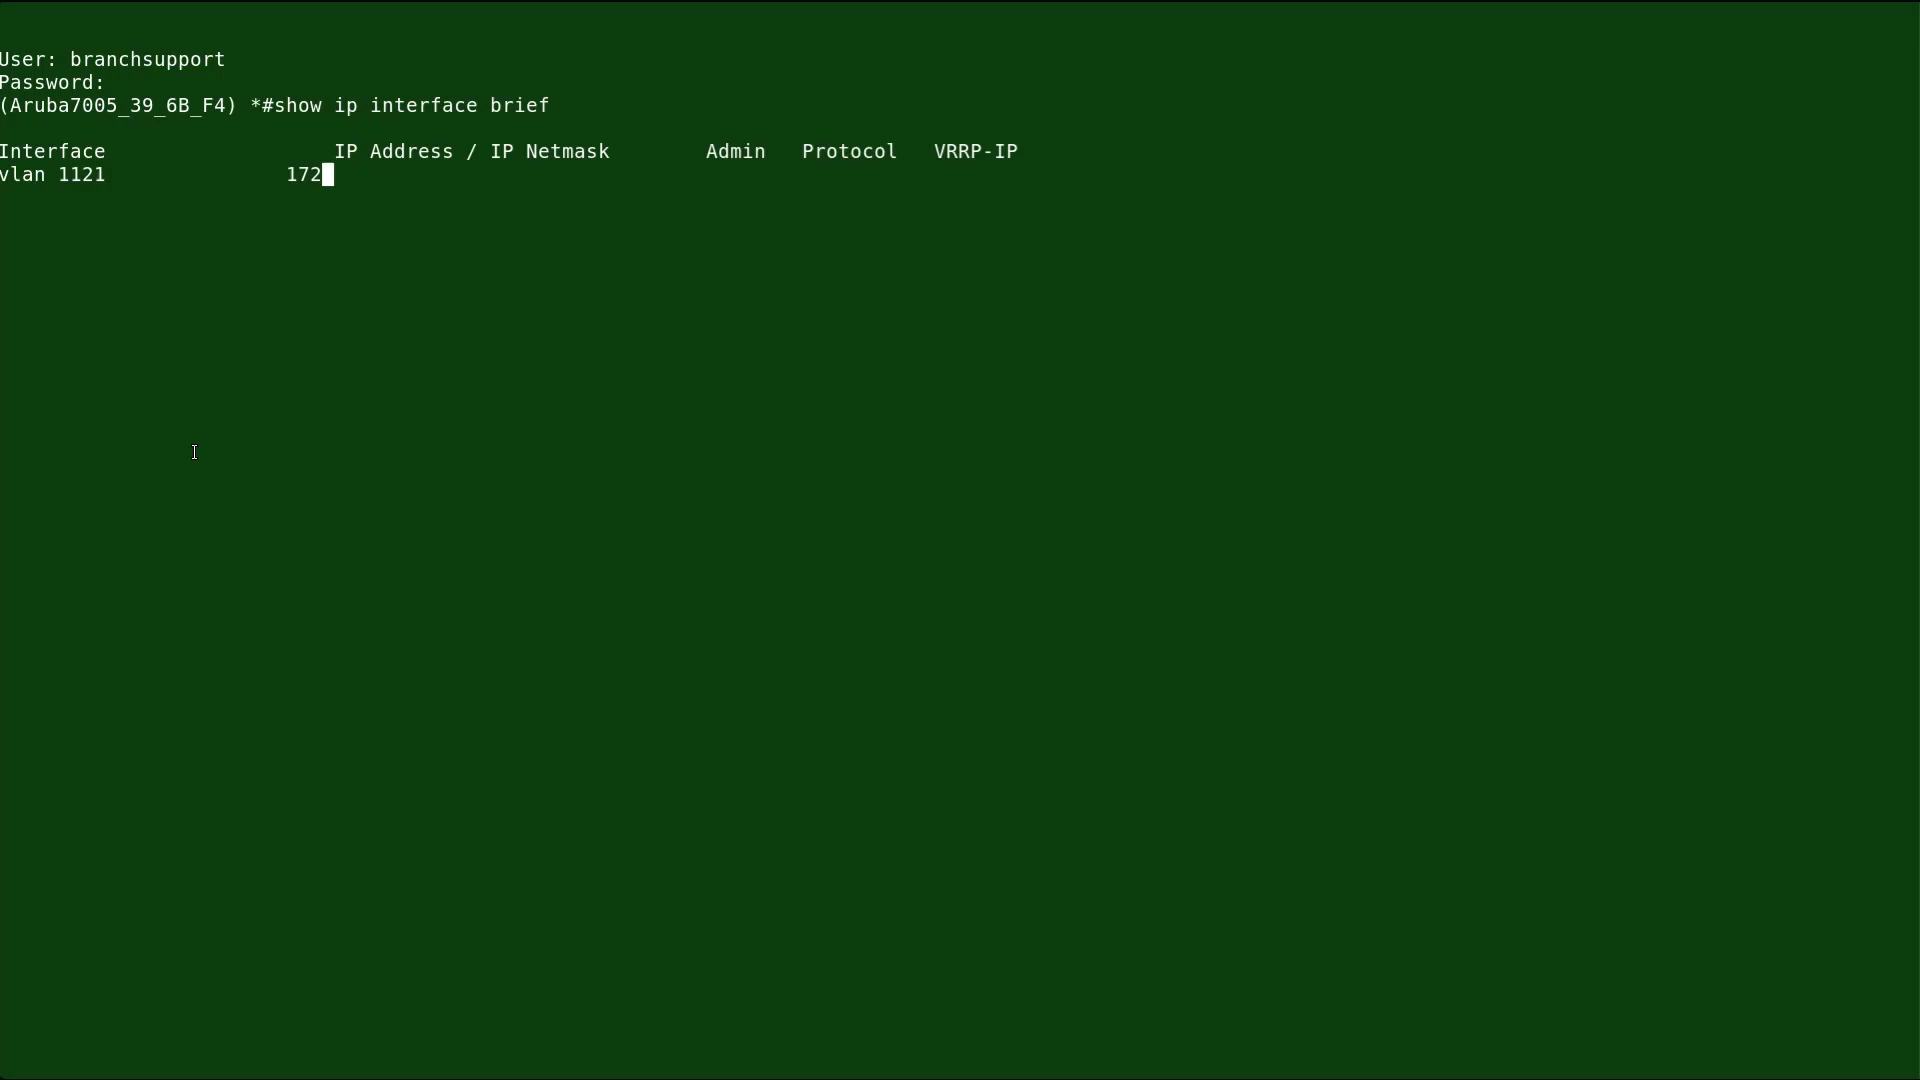 User: branchsupport
Password:
(Aruba7005_39_6B_F4) *#show ip interface brief
Interface                   IP Address / IP Netmask        Admin   Protocol   VRRP-IP
vlan 1121               172